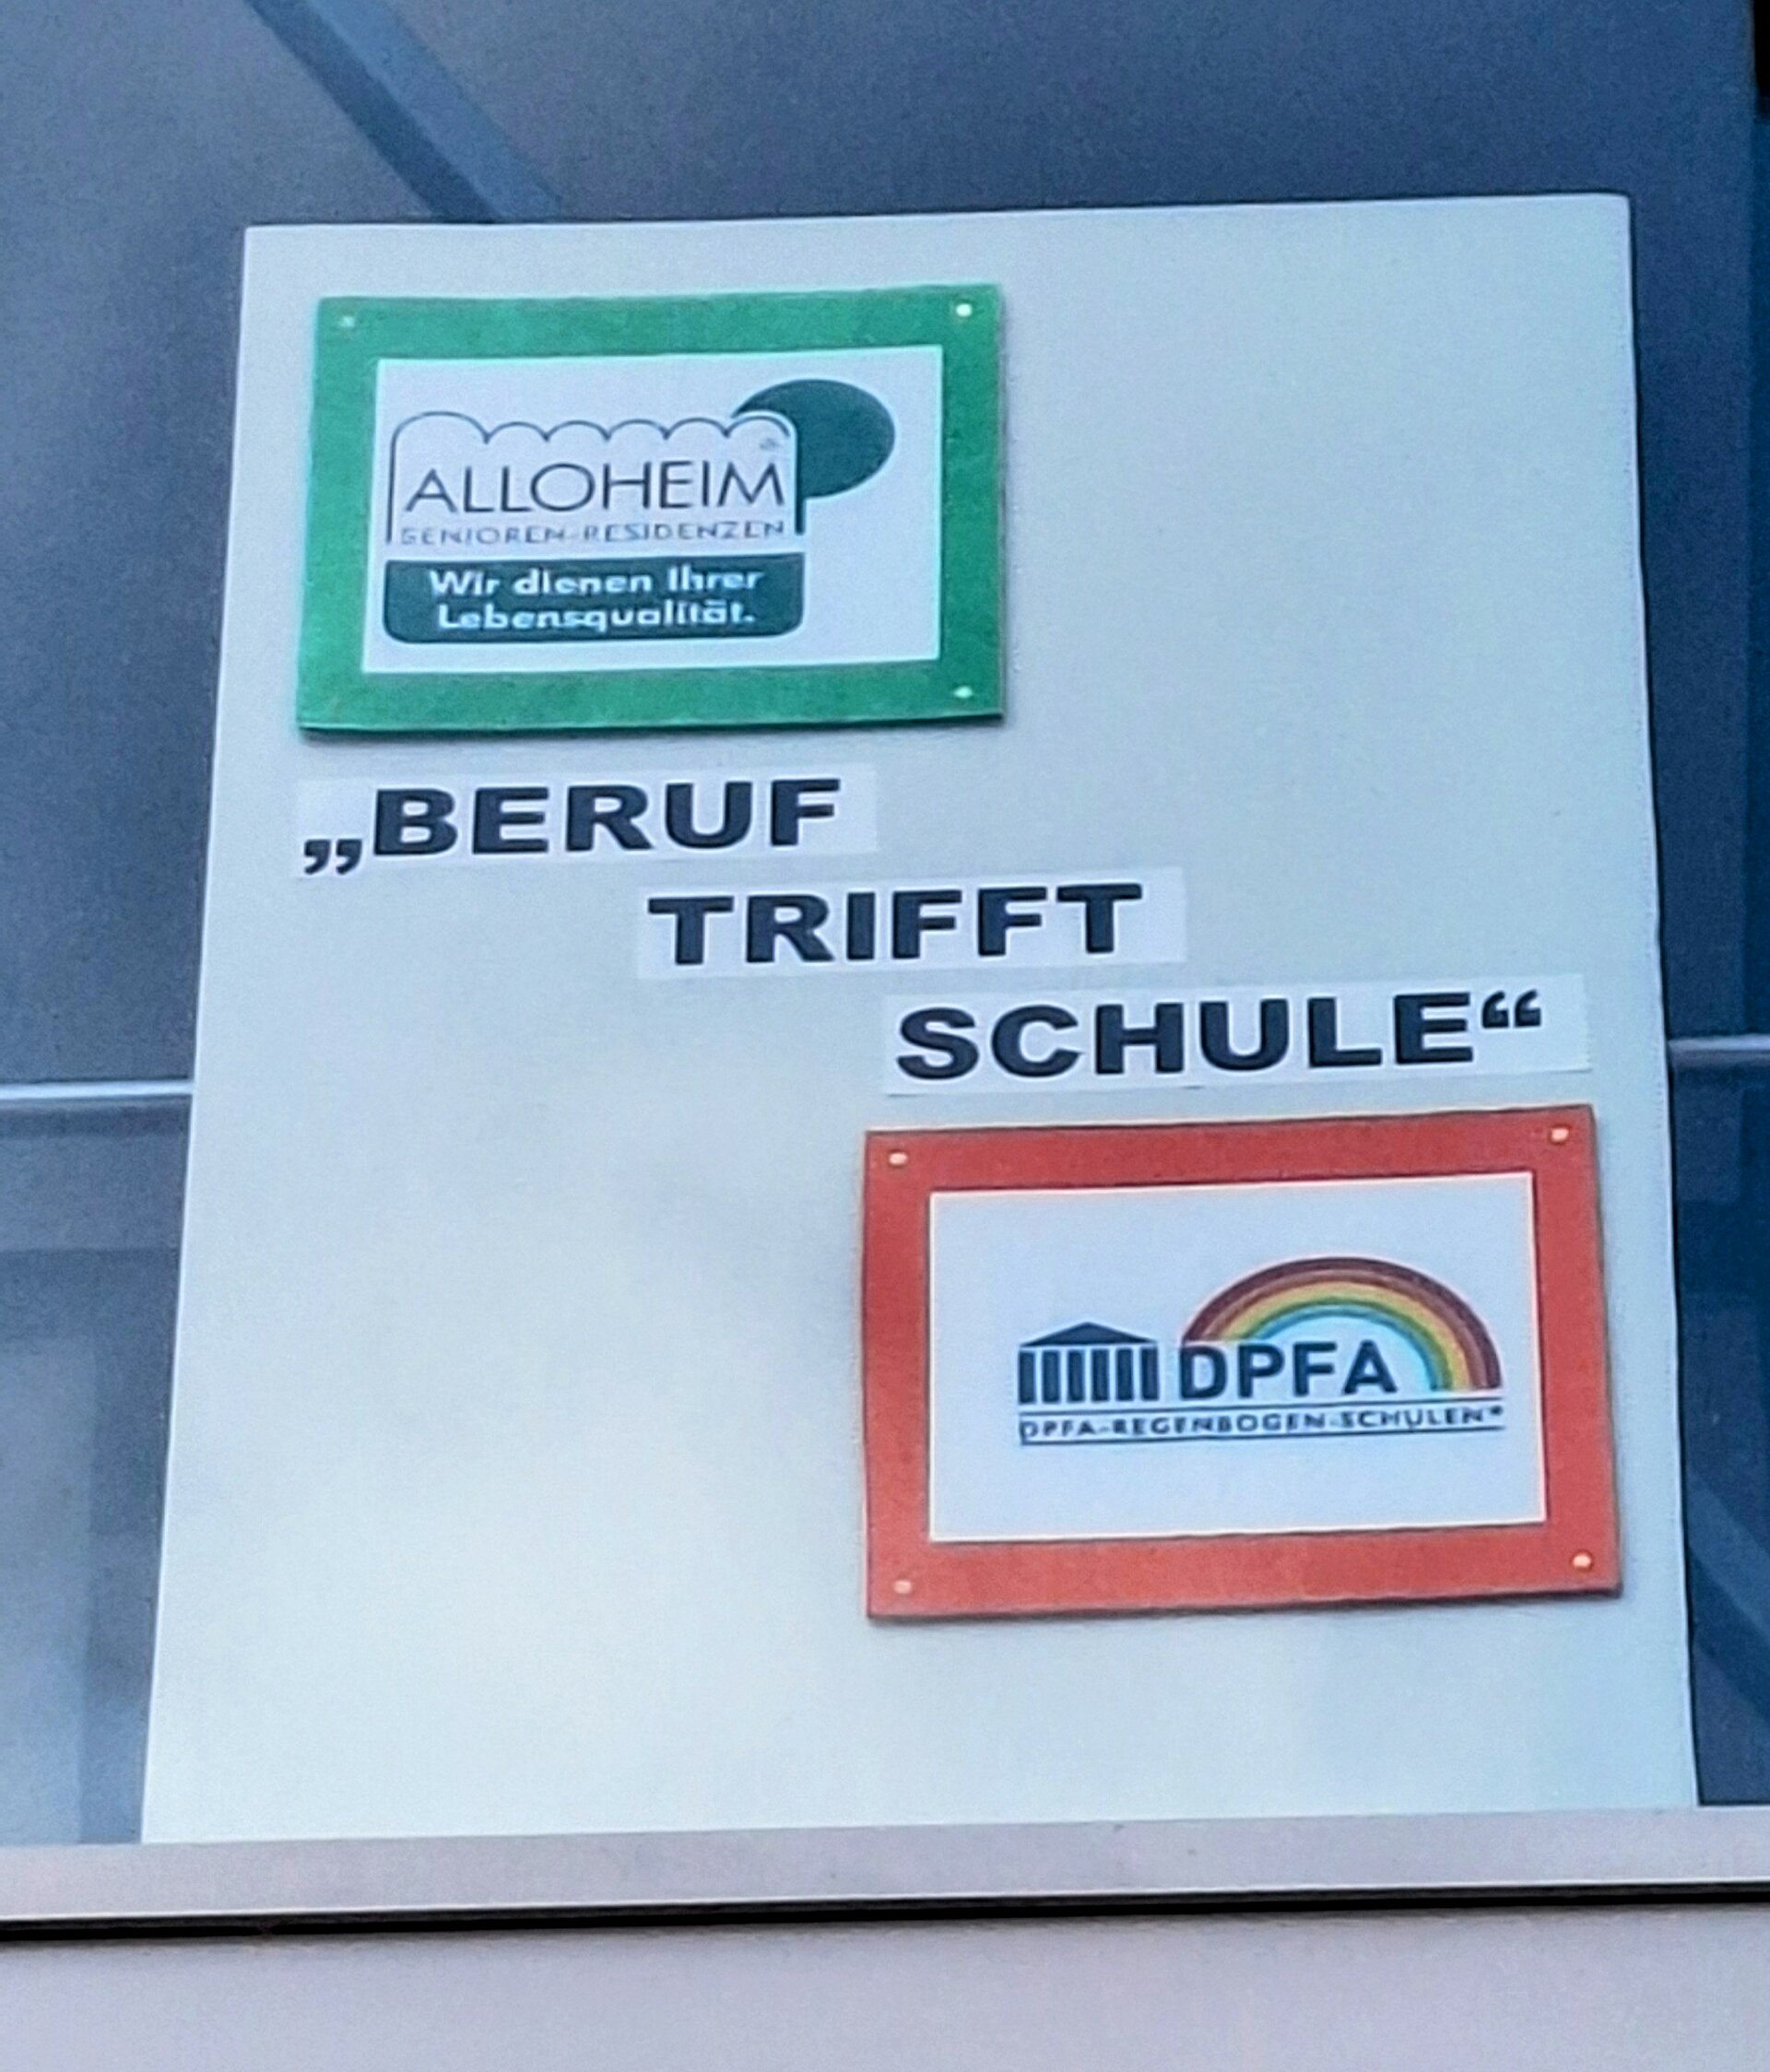 ALLOHEIM®
SENIOREN-RESIDENZEN
Wir dienen Ihrer
Lebensqualität.
„BERUF
TRIFFT
SCHULE“
DPFA
DPFA-REGENBOGEN-SCHULEN®